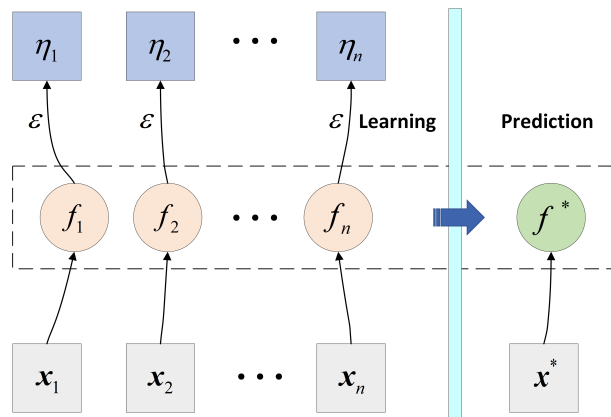 η₁ η₂ • • • ηₙ
ε ε ε Learning Prediction
f₁ f₂ • • • fₙ f *
x₁ x₂ • • • xₙ x*